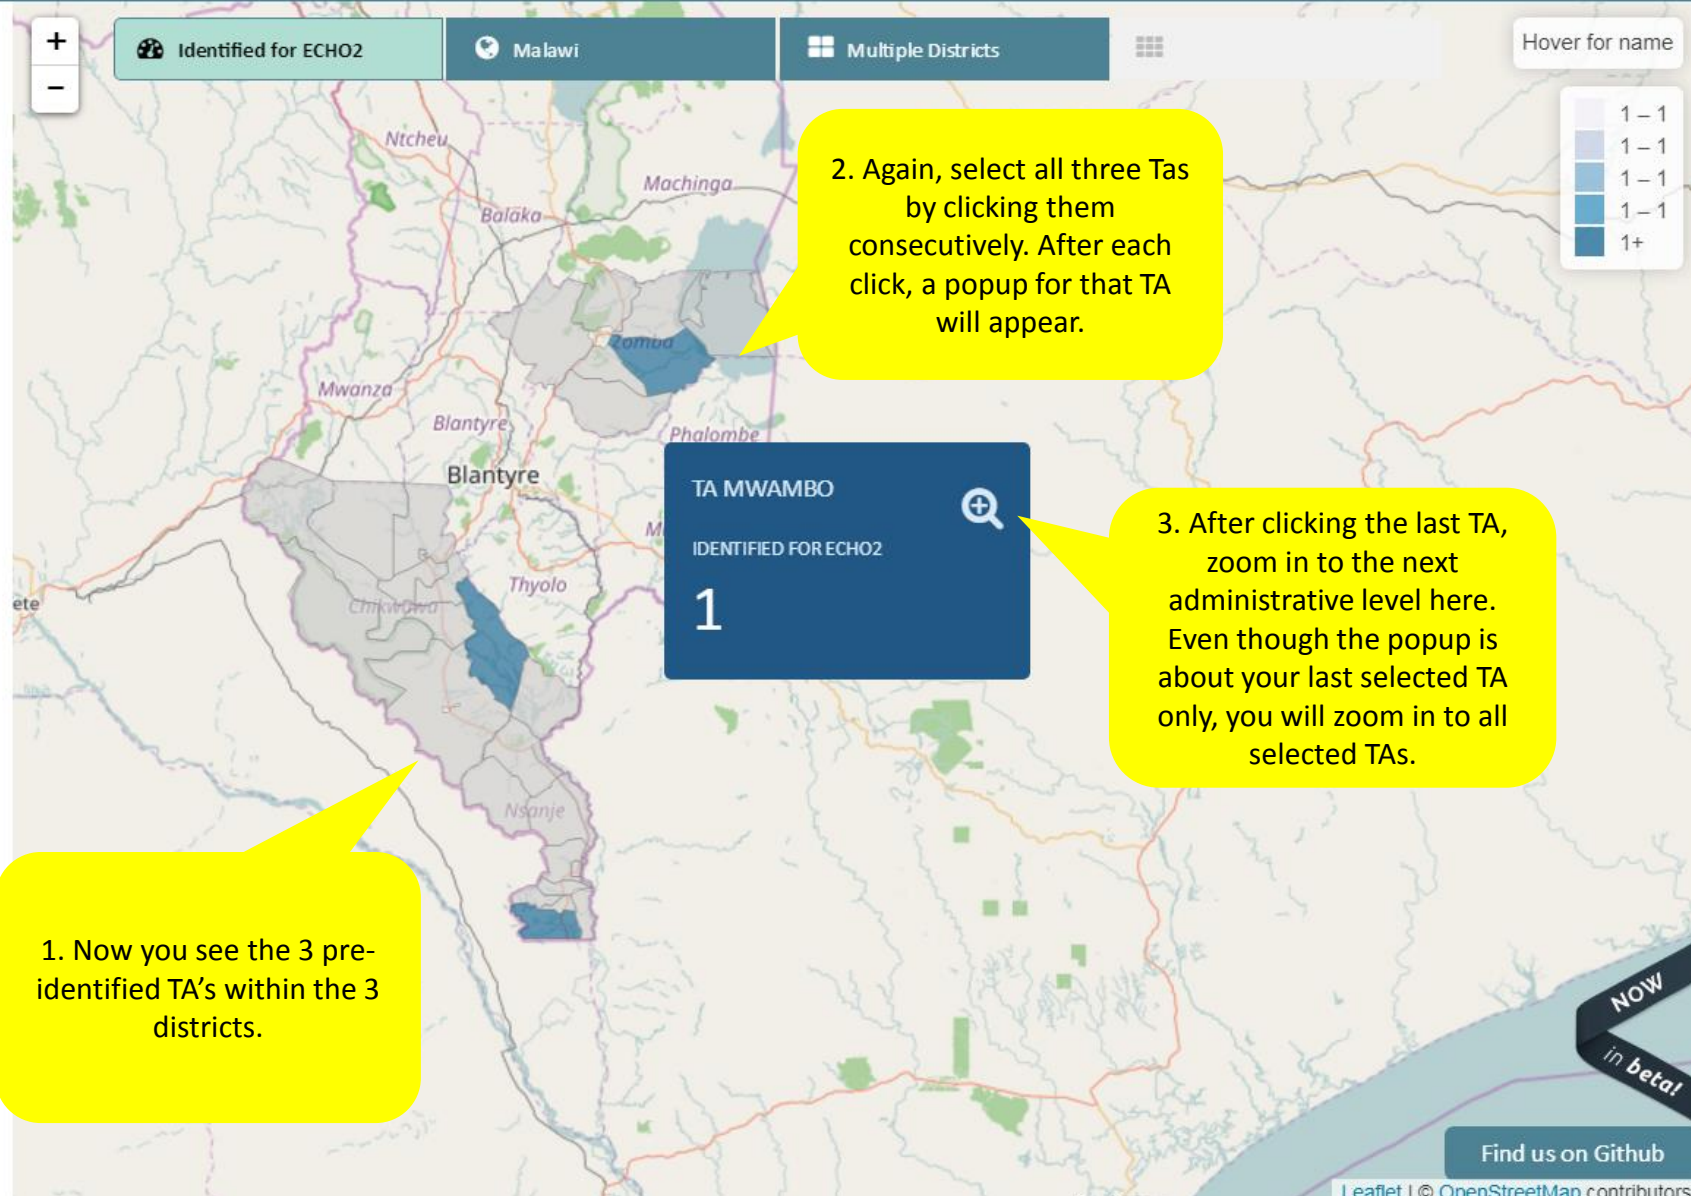 +
−
Identified for ECHO2
Malawi
Multiple Districts
Hover for name
1 – 1
1 – 1
1 – 1
1 – 1
1+
Ntcheu
Machinga
Balaka
Zomba
Mwanza
Blantyre
Phalombe
Blantyre
Thyolo
ete
Chikwawa
Nsanje
2. Again, select all three Tas
by clicking them
consecutively. After each
click, a popup for that TA
will appear.
TA MWAMBO
IDENTIFIED FOR ECHO2
1
3. After clicking the last TA,
zoom in to the next
administrative level here.
Even though the popup is
about your last selected TA
only, you will zoom in to all
selected TAs.
1. Now you see the 3 pre-
identified TA’s within the 3
districts.
NOW
in beta!
Find us on Github
Leaflet | © OpenStreetMap contributors